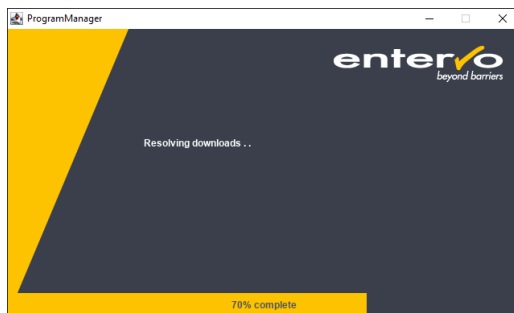 ProgramManager
entervo
beyond barriers
Resolving downloads . .
70% complete